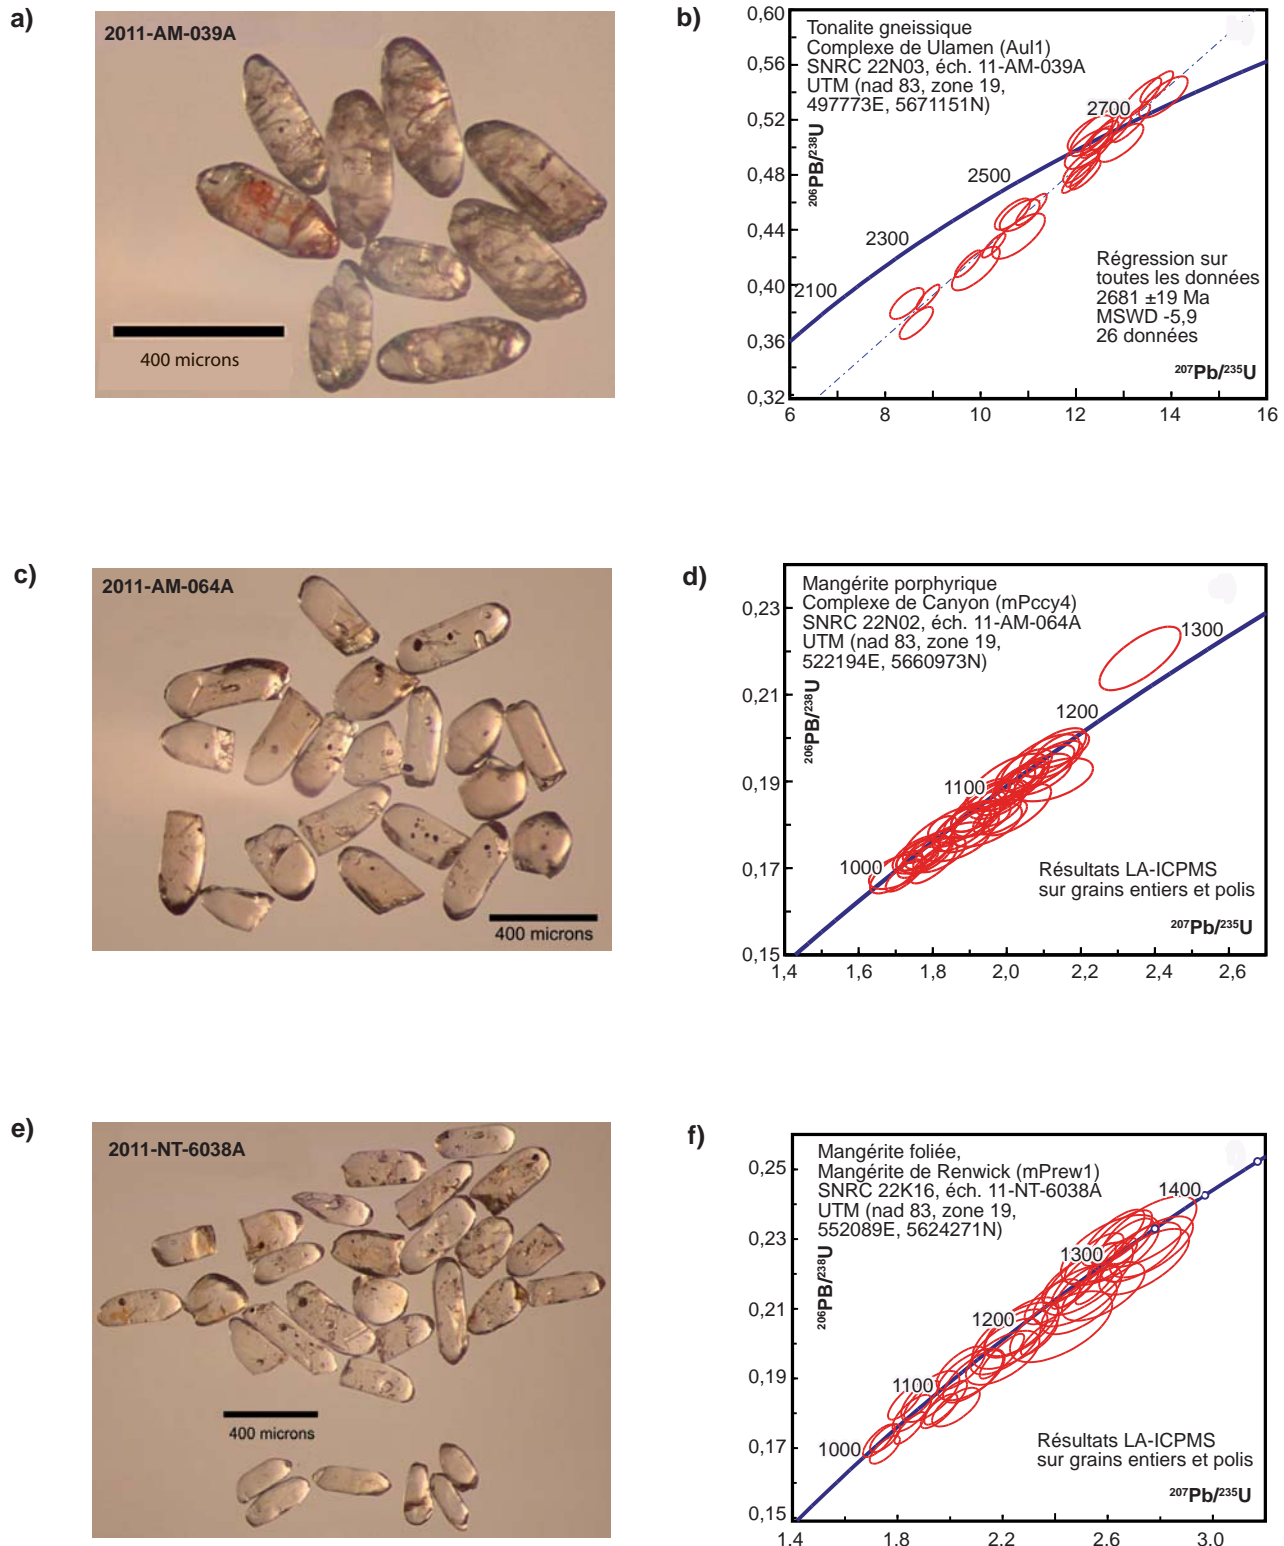 a)
2011-AM-039A
400 microns
b)
0,60
0,56
0,52
0,48
0,44
0,40
0,36
0,32
6
8
10
12
14
16
Tonalite gneissique
Complexe de Ulamen (Aul1)
SNRC 22N03, éch. 11-AM-039A
UTM (nad 83, zone 19,
497773E, 5671151N)
²⁰⁶PB/²³⁸U
2700
2500
2300
2100
Régression sur
toutes les données
2681 ±19 Ma
MSWD -5,9
26 données
²⁰⁷Pb/²³⁵U
c)
2011-AM-064A
400 microns
d)
0,23
0,21
0,19
0,17
0,15
1,4
1,6
1,8
2,0
2,2
2,4
2,6
Mangérite porphyrique
Complexe de Canyon (mPccy4)
SNRC 22N02, éch. 11-AM-064A
UTM (nad 83, zone 19,
522194E, 5660973N)
²⁰⁶PB/²³⁸U
1300
1200
1100
1000
Résultats LA-ICPMS
sur grains entiers et polis
²⁰⁷Pb/²³⁵U
e)
2011-NT-6038A
400 microns
f)
0,25
0,23
0,21
0,19
0,17
0,15
1,4
1,8
2,2
2,6
3,0
Mangérite foliée,
Mangérite de Renwick (mPrew1)
SNRC 22K16, éch. 11-NT-6038A
UTM (nad 83, zone 19,
552089E, 5624271N)
²⁰⁶PB/²³⁸U
1400
1300
1200
1100
1000
Résultats LA-ICPMS
sur grains entiers et polis
²⁰⁷Pb/²³⁵U